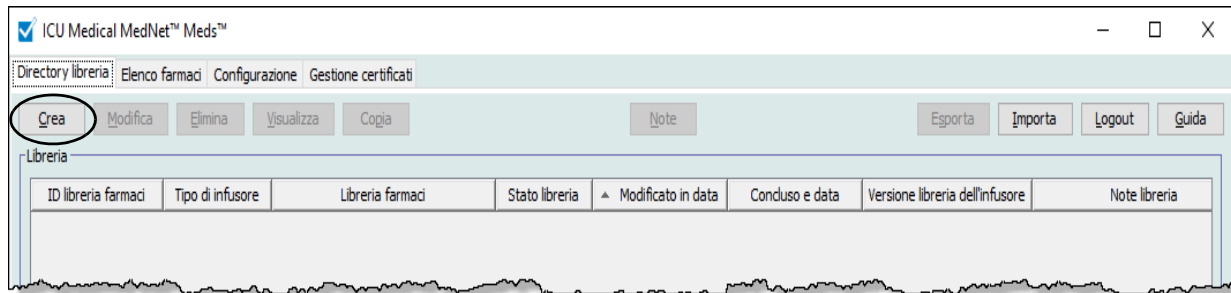 ICU Medical MedNet™ Meds™
Directory libreria Elenco farmaci Configurazione Gestione certificati
Crea Modifica Elimina Visualizza Copia Note Esporta Importa Logout Guida
Libreria
ID libreria farmaci Tipo di infusore Libreria farmaci Stato libreria Modificato in data Concluso e data Versione libreria dell'infusore Note libreria